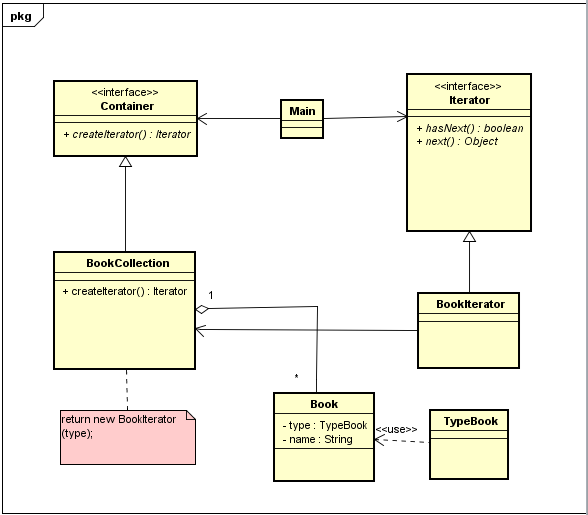 pkg
<<interface>>
Container
+ createIterator() : Iterator
Main
<<interface>>
Iterator
+ hasNext() : boolean
+ next() : Object
BookCollection
+ createIterator() : Iterator
1
BookIterator
*
return new BookIterator
(type);
Book
- type : TypeBook
- name : String
<<use>>
TypeBook